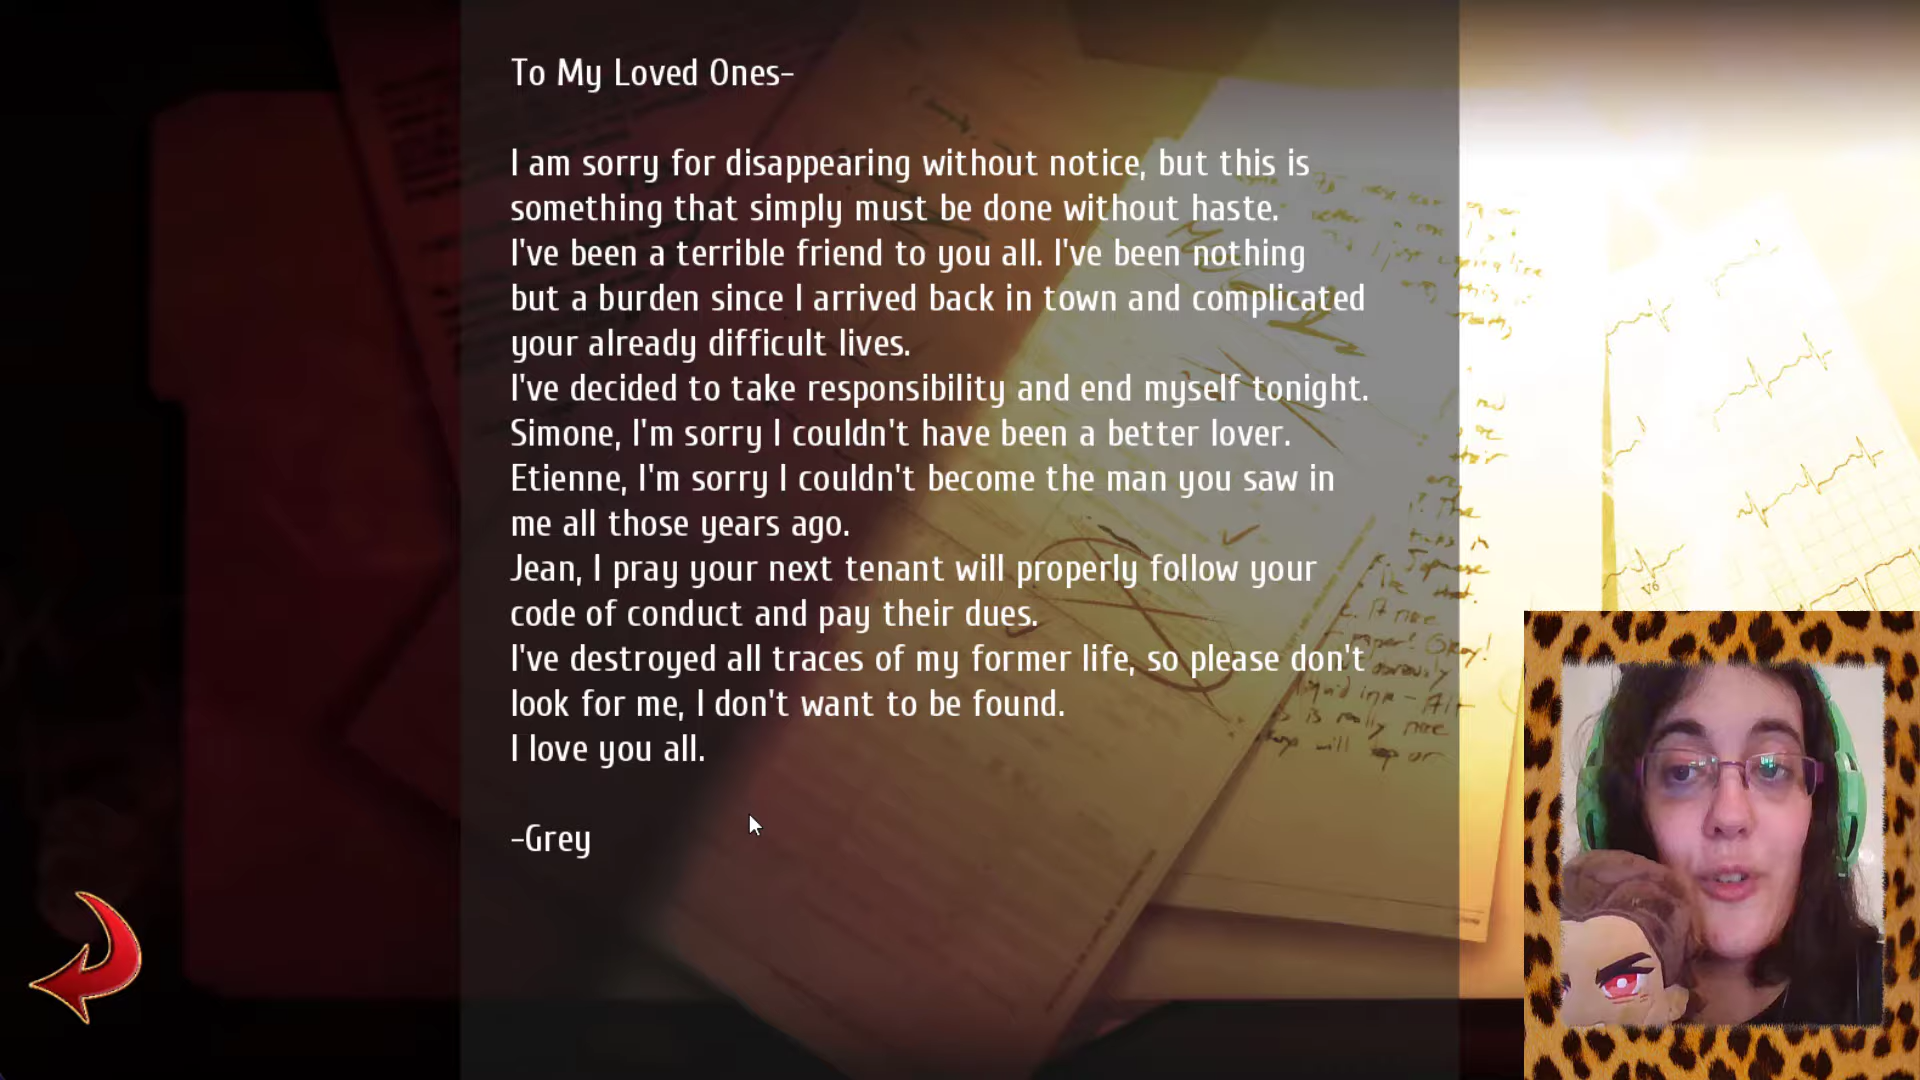 To My Loved Ones-
I am sorry for disappearing without notice, but this is
something that simply must be done without haste.
I've been a terrible friend to you all. I've been nothing
but a burden since I arrived back in town and complicated
your already difficult lives.
I've decided to take responsibility and end myself tonight.
Simone, I'm sorry I couldn't have been a better lover.
Etienne, I'm sorry I couldn't become the man you saw in
me all those years ago.
Jean, I pray your next tenant will properly follow your
code of conduct and pay their dues.
I've destroyed all traces of my former life, so please don't
look for me, I don't want to be found.
I love you all.
-Grey
V6